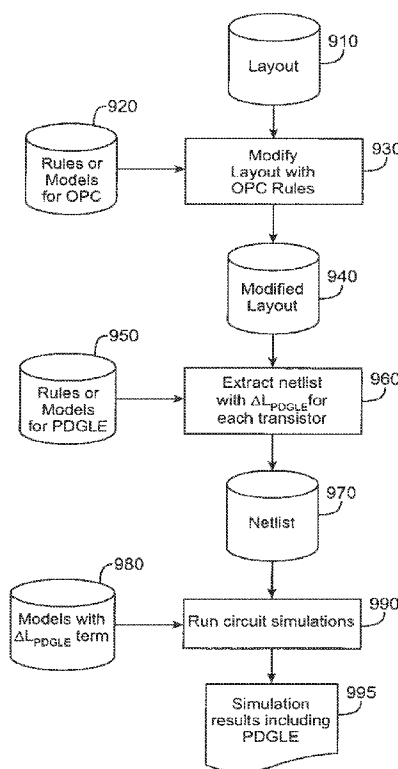 910
Layout
920
Rules or
Models
for OPC
930
Modify
Layout with
OPC Rules
940
Modified
Layout
950
Rules or
Models
for PDGLE
960
Extract netlist
with ΔLPDGLE for
each transistor
970
Netlist
980
Models with
ΔLPDGLE term
990
Run circuit simulations
995
Simulation
results including
PDGLE